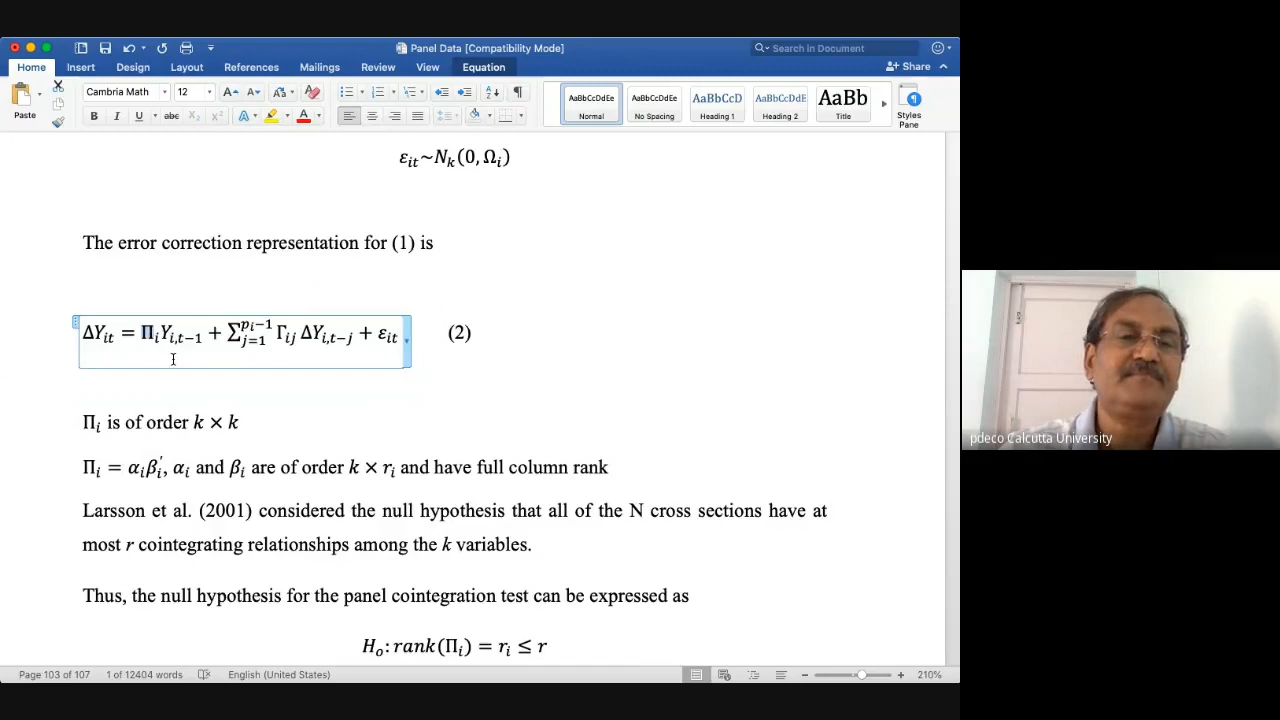 Panel Data [Compatibility Mode]
Search in Document
Home Insert Design Layout References Mailings Review View Equation Share
Paste
Cambria Math 12
AaBbCcDdEe AaBbCcDdEe AaBbCcD AaBbCcDdE AaBb
Normal No Spacing Heading 1 Heading 2 Title
Styles Pane
ε_it~N_k(0, Ω_i)
The error correction representation for (1) is
ΔY_it = Π_iY_i,t−1 + ∑_{j=1}^{p_i−1} Γ_ij ΔY_i,t−j + ε_it (2)
Π_i is of order k × k
Π_i = α_iβ_i′, α_i and β_i are of order k × r_i and have full column rank
Larsson et al. (2001) considered the null hypothesis that all of the N cross sections have at
most r cointegrating relationships among the k variables.
Thus, the null hypothesis for the panel cointegration test can be expressed as
H_o: rank(Π_i) = r_i ≤ r
pdeco Calcutta University
Page 103 of 107 1 of 12404 words English (United States) 210%